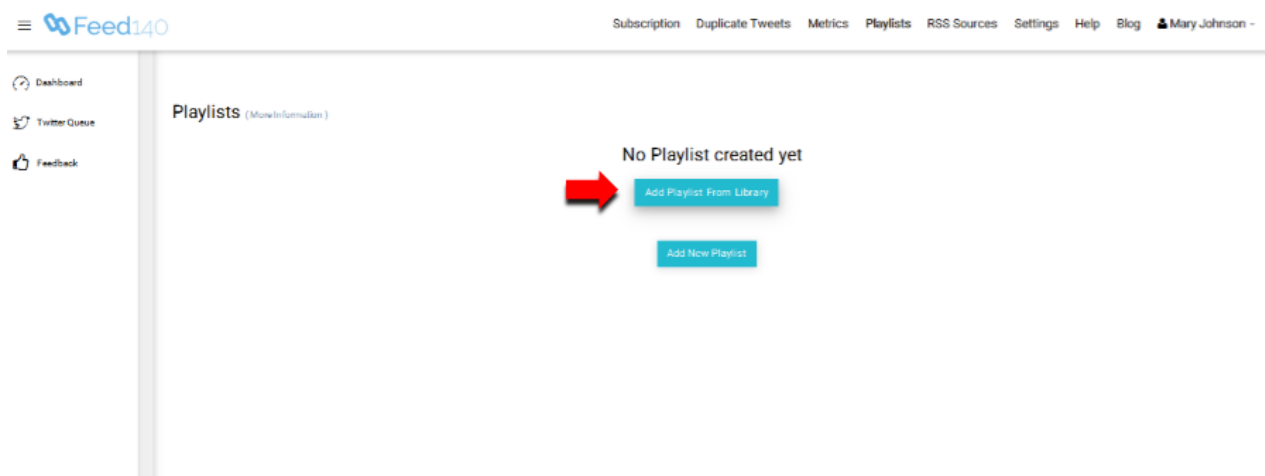 Feed140
Subscription Duplicate Tweets Metrics Playlists RSS Sources Settings Help Blog Mary Johnson
Dashboard
Twitter Queue
Feedback
Playlists (More Information)
No Playlist created yet
Add Playlist From Library
Add New Playlist